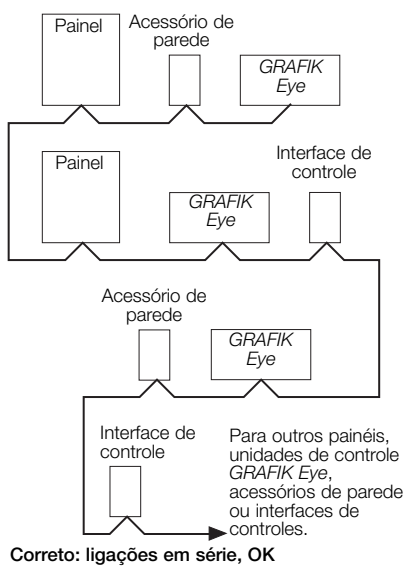 Painel
Acessório de
parede
GRAFIK
Eye
Painel
GRAFIK
Eye
Interface de
controle
Acessório de
parede
GRAFIK
Eye
Interface de
controle
Para outros painéis,
unidades de controle
GRAFIK Eye,
acessórios de parede
ou interfaces de
controles.
Correto: ligações em série, OK